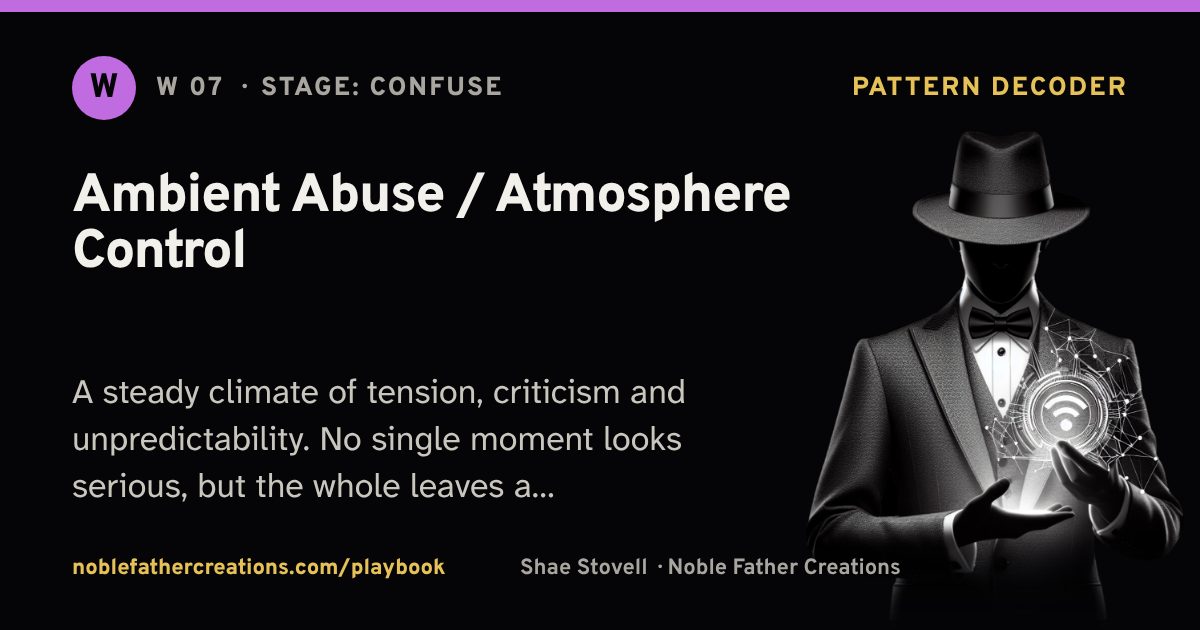 W
W 07 · STAGE: CONFUSE
PATTERN DECODER
Ambient Abuse / Atmosphere
Control
A steady climate of tension, criticism and
unpredictability. No single moment looks
serious, but the whole leaves a...
noblefathercreations.com/playbook
Shae Stovell · Noble Father Creations